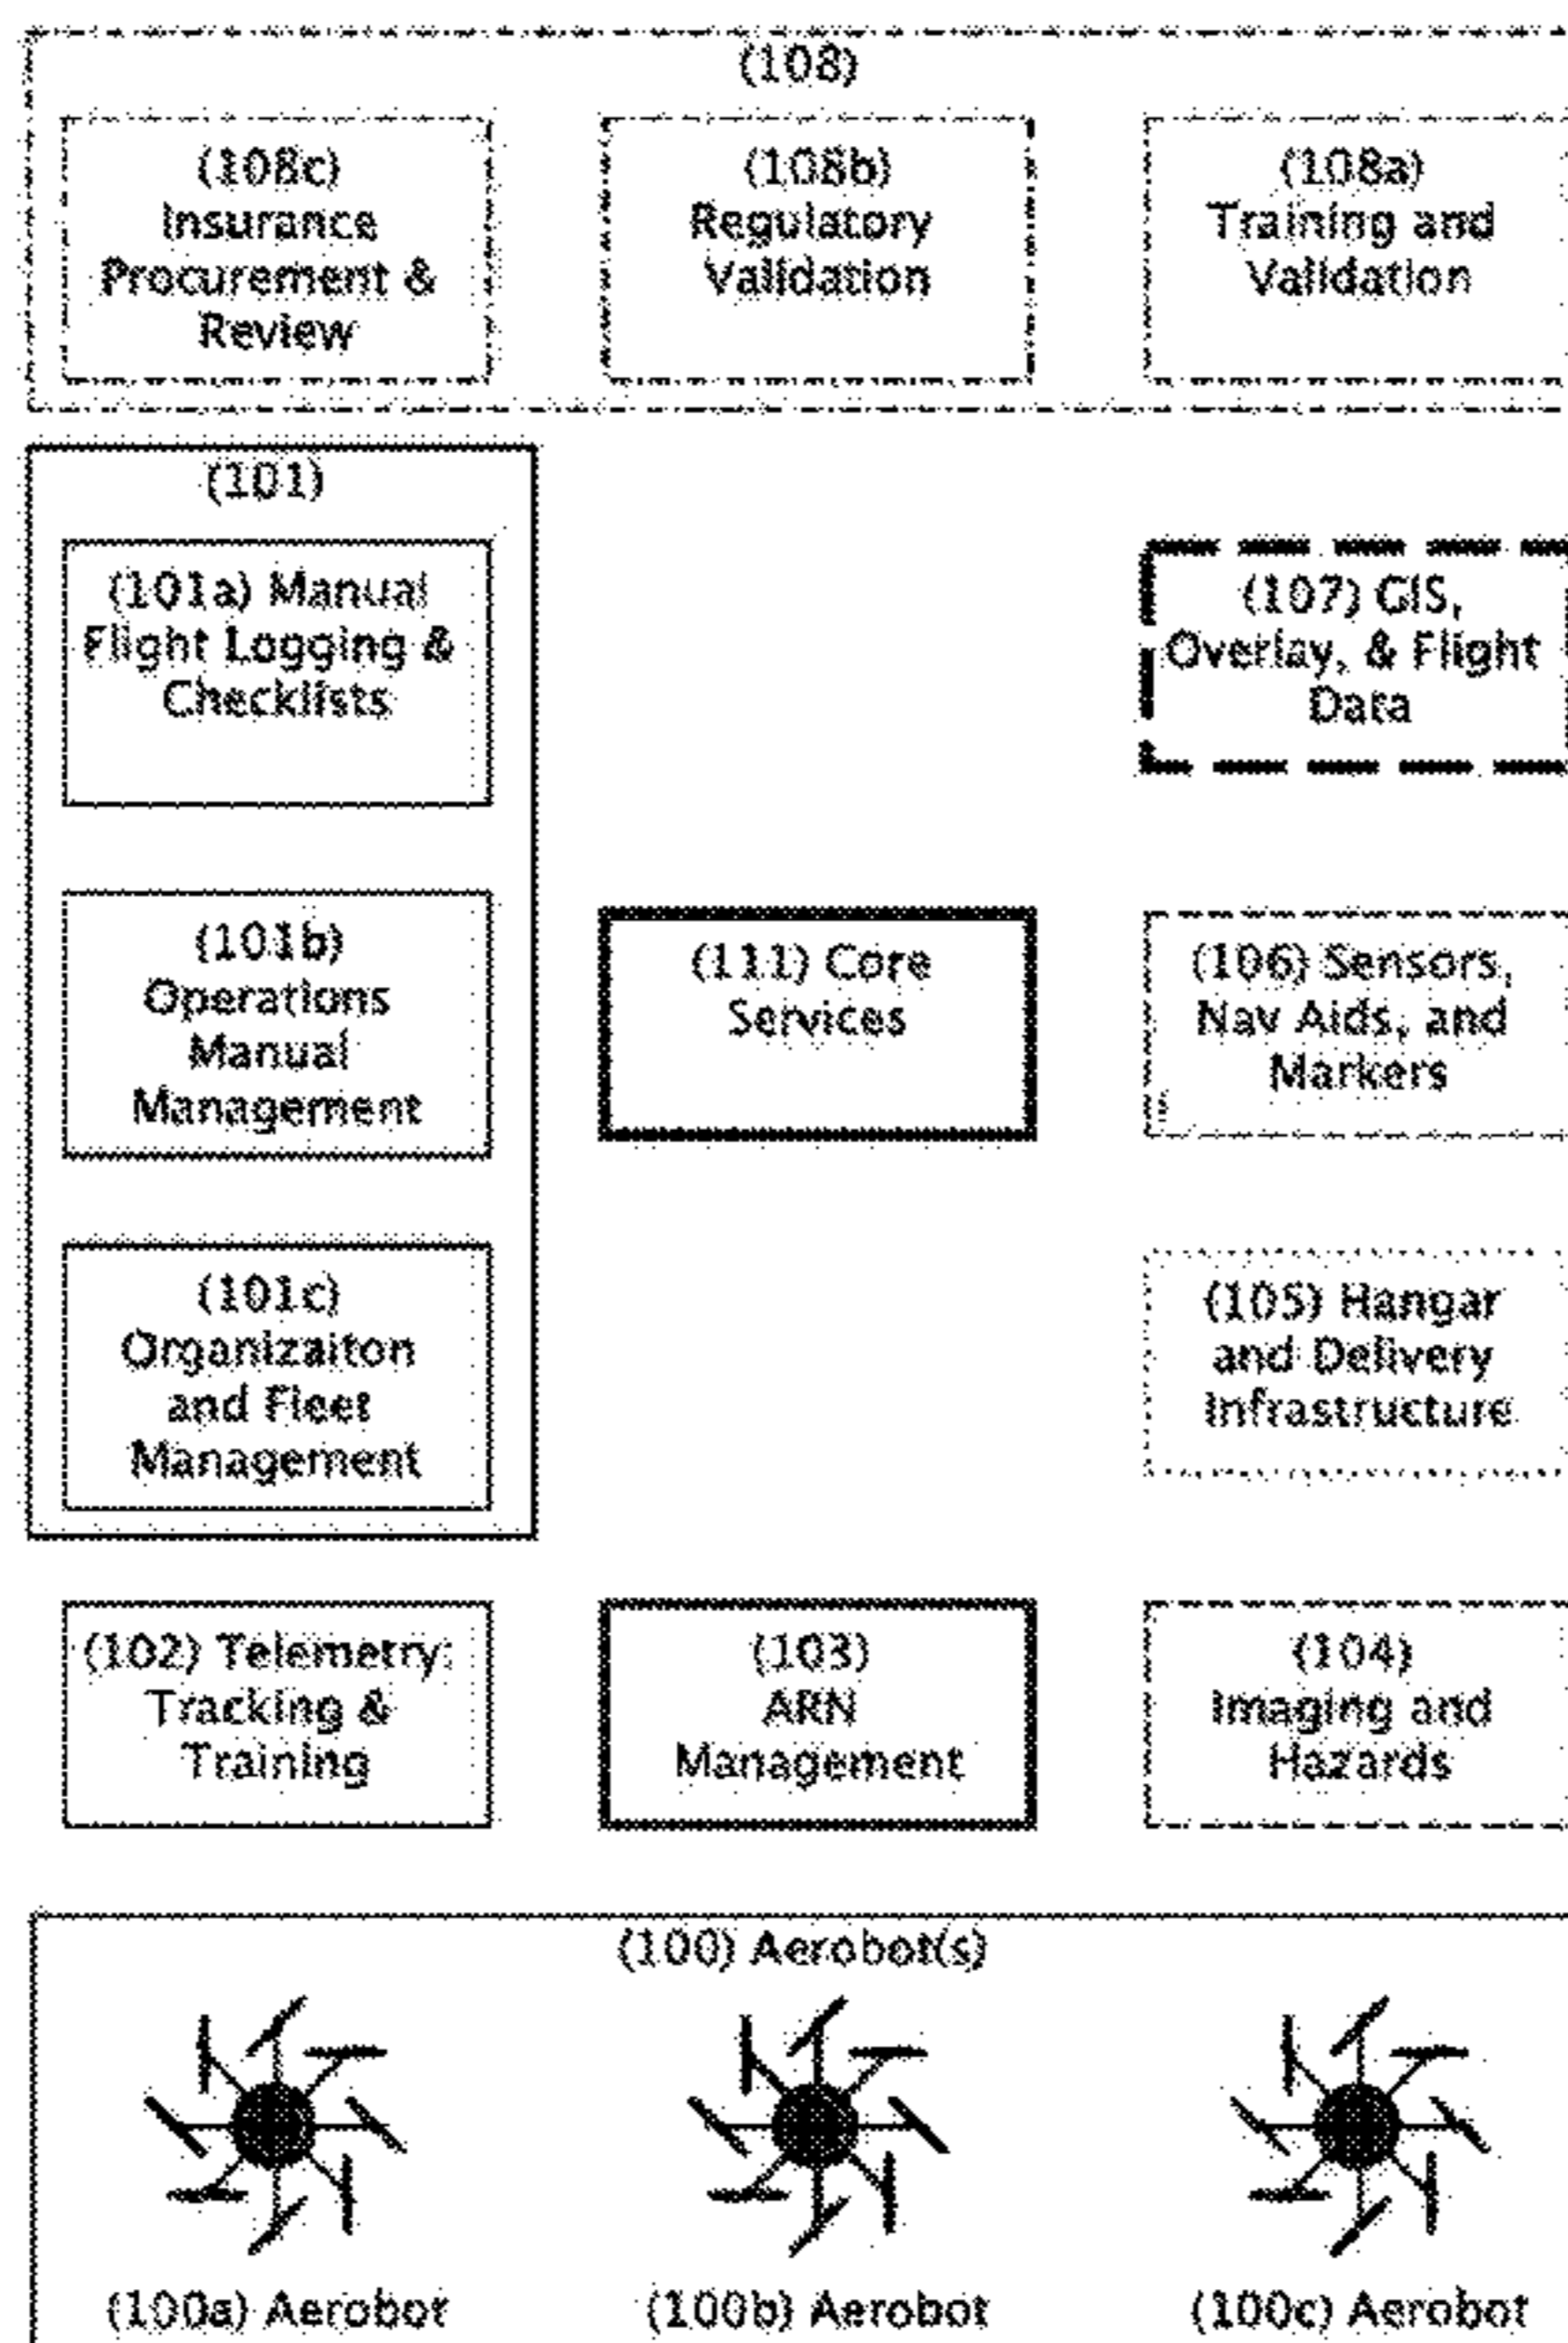 (108)
(108c)
Insurance
Procurement &
Review
(108b)
Regulatory
Validation
(108a)
Training and
Validation
(101)
(101a) Manual
Flight Logging &
Checklists
(107) GIS,
Overlay, & Flight
Data
(101b)
Operations
Manual
Management
(111) Core
Services
(106) Sensors,
Nav Aids, and
Markers
(101c)
Organizaiton
and Fleet
Management
(105) Hangar
and Delivery
Infrastructure
(102) Telemetry,
Tracking &
Training
(103)
ARN
Management
(104)
Imaging and
Hazards
(100) Aerobot(s)
(100a) Aerobot
(100b) Aerobot
(100c) Aerobot